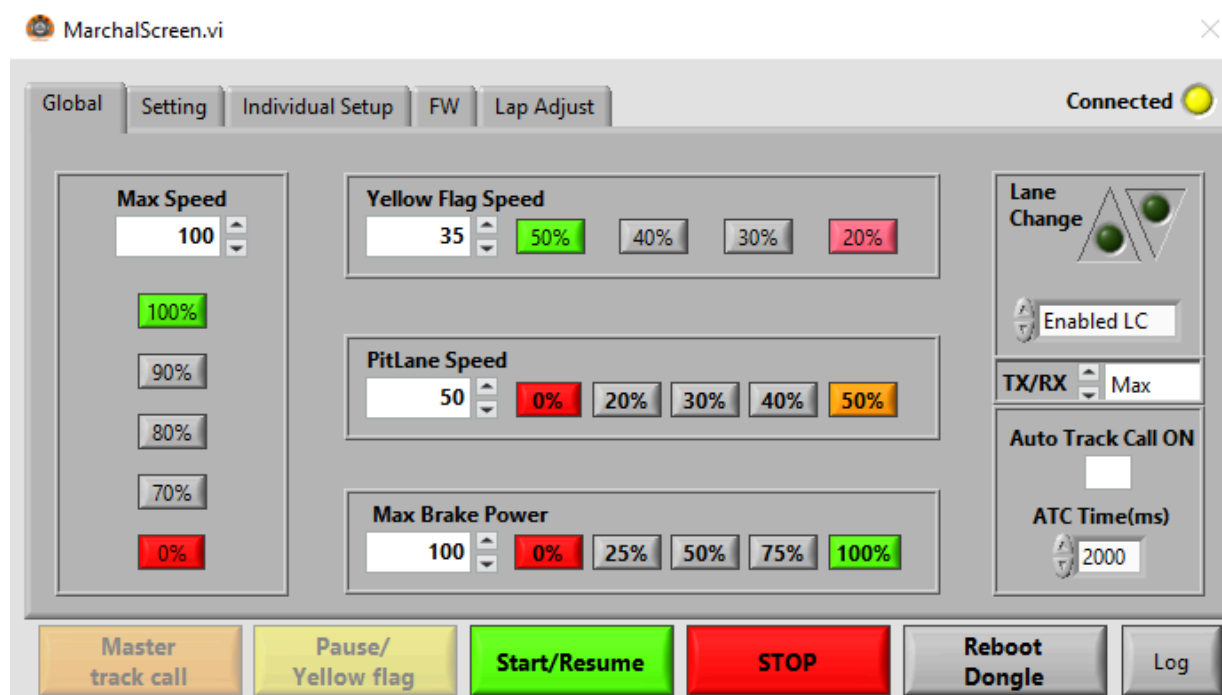 MarchalScreen.vi
Global
Setting
Individual Setup
FW
Lap Adjust
Connected
Max Speed
100
100%
90%
80%
70%
0%
Yellow Flag Speed
35
50%
40%
30%
20%
PitLane Speed
50
0%
20%
30%
40%
50%
Max Brake Power
100
0%
25%
50%
75%
100%
Lane
Change
Enabled LC
TX/RX
Max
Auto Track Call ON
ATC Time(ms)
2000
Master
track call
Pause/
Yellow flag
Start/Resume
STOP
Reboot
Dongle
Log